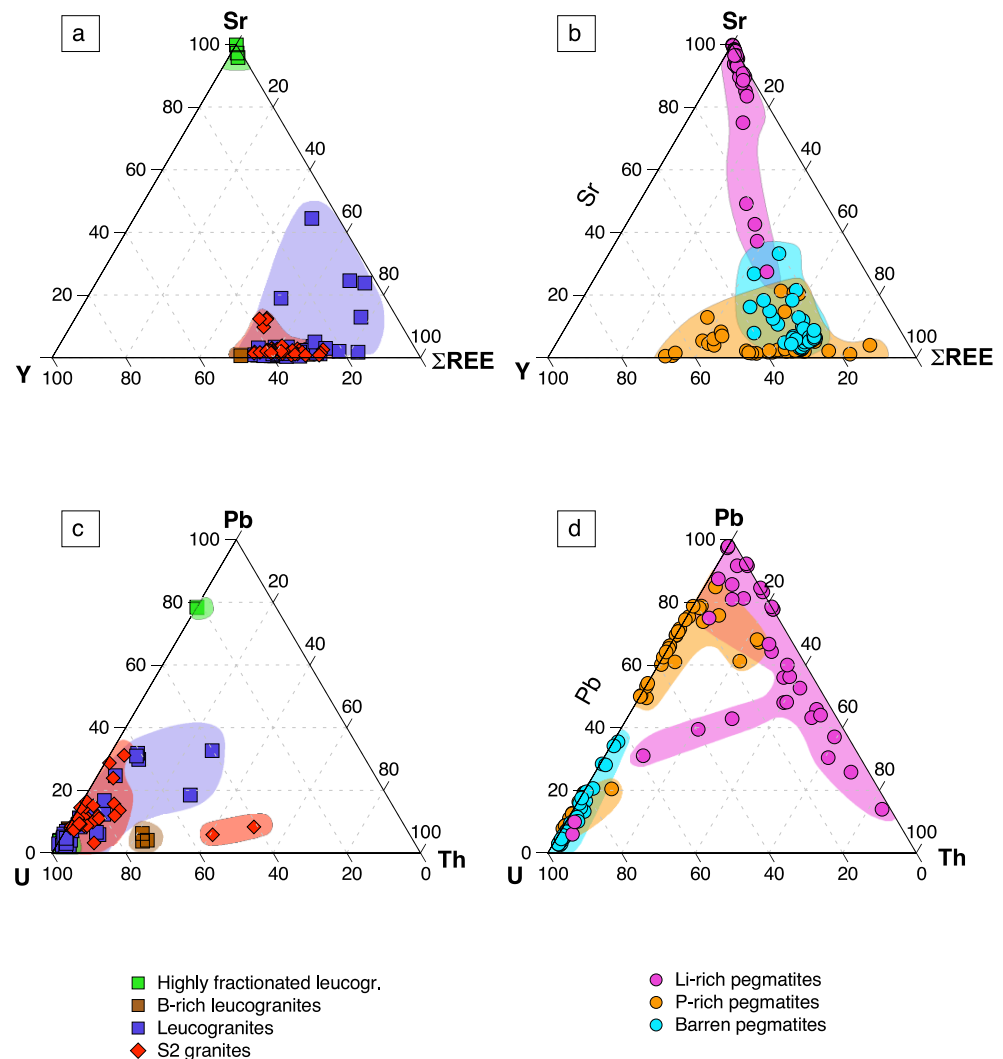 a
Sr
100
20
80
40
60
60
40
80
20
100
Y
100
80
60
40
20
ΣREE
b
Sr
100
20
80
40
60
Sr
60
40
80
20
100
Y
100
80
60
40
20
ΣREE
c
Pb
100
20
80
40
60
60
40
80
20
100
0
U
100
80
60
40
20
0
Th
d
Pb
100
20
80
40
60
Pb
60
40
80
20
100
0
U
100
80
60
40
20
0
Th
Highly fractionated leucogr.
B-rich leucogranites
Leucogranites
S2 granites
Li-rich pegmatites
P-rich pegmatites
Barren pegmatites